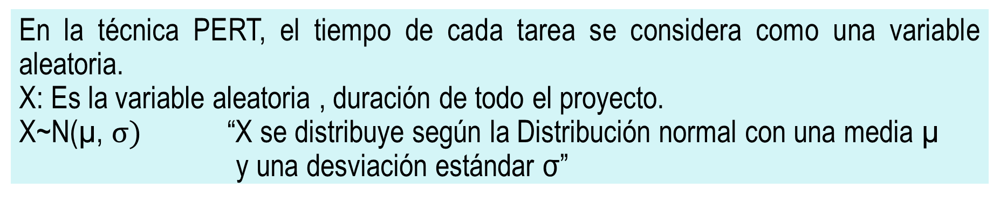 En la técnica PERT, el tiempo de cada tarea se considera como una variable
aleatoria.
X: Es la variable aleatoria , duración de todo el proyecto.
X~N(μ, σ) “X se distribuye según la Distribución normal con una media μ
y una desviación estándar σ”